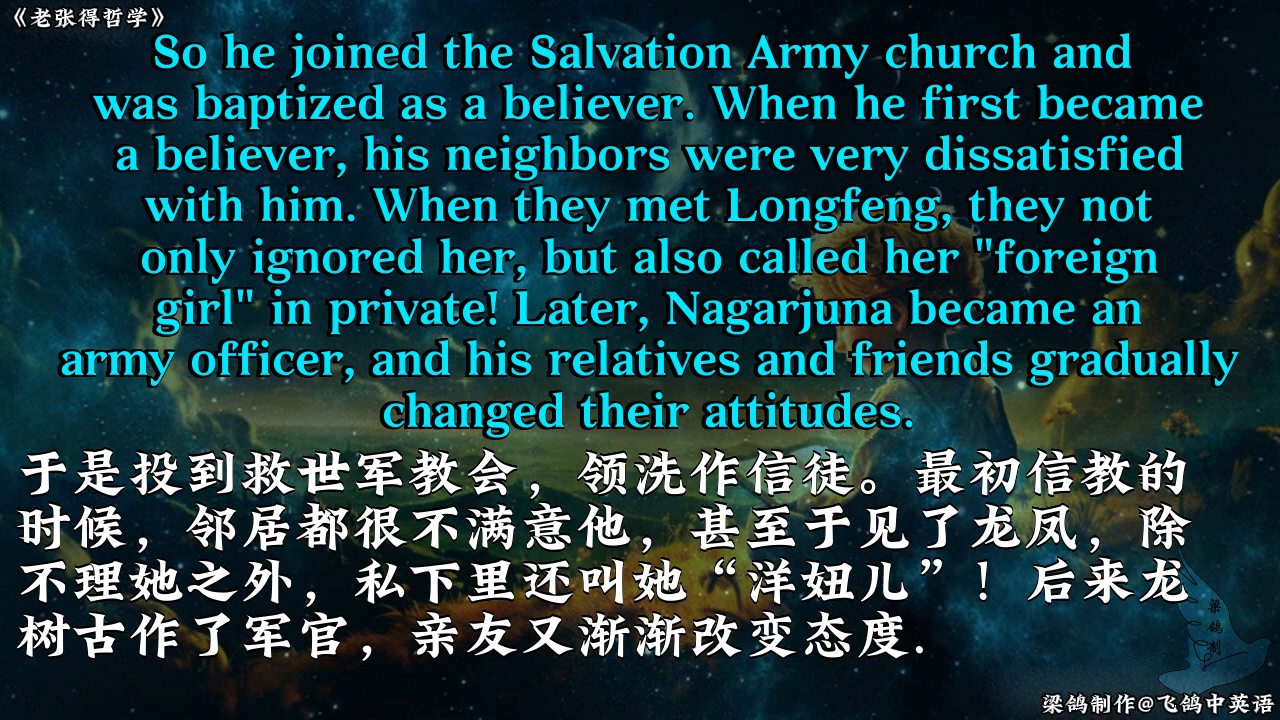 《老张得哲学》
So he joined the Salvation Army church and
was baptized as a believer. When he first became
a believer, his neighbors were very dissatisfied
with him. When they met Longfeng, they not
only ignored her, but also called her "foreign
girl" in private! Later, Nagarjuna became an
army officer, and his relatives and friends gradually
changed their attitudes.
于是投到救世军教会，领洗作信徒。最初信教的
时候，邻居都很不满意他，甚至于见了龙凤，除
不理她之外，私下里还叫她“洋妞儿”！后来龙
树古作了军官，亲友又渐渐改变态度.
梁鸽制
梁鸽制作@飞鸽中英语